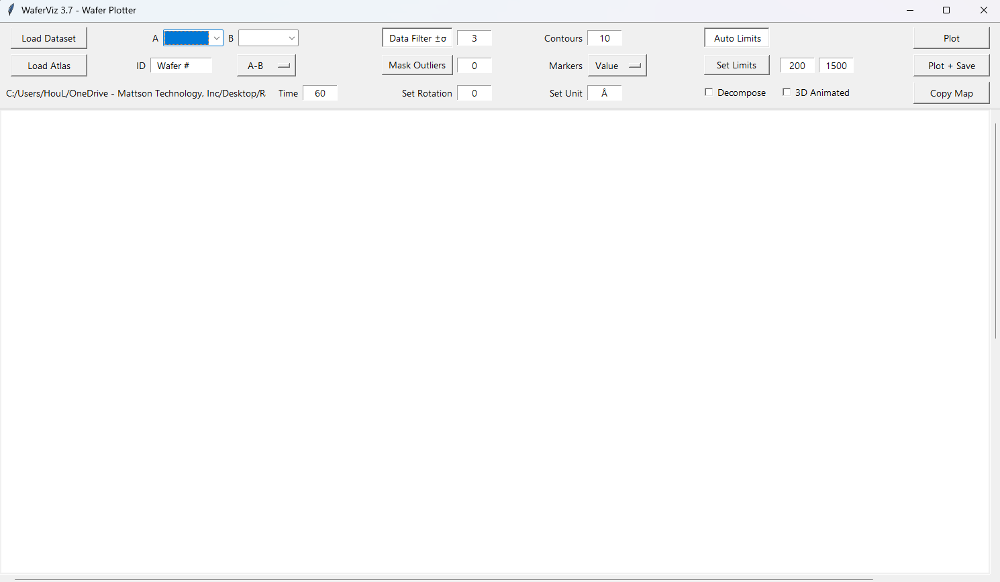 WaferViz 3.7 - Wafer Plotter
Load Dataset A B Data Filter ±σ 3 Contours 10 Auto Limits Plot
Load Atlas ID Wafer # A-B Mask Outliers 0 Markers Value Set Limits 200 1500 Plot + Save
C:/Users/HouL/OneDrive - Mattson Technology, Inc/Desktop/R Time 60 Set Rotation 0 Set Unit Å Decompose 3D Animated Copy Map